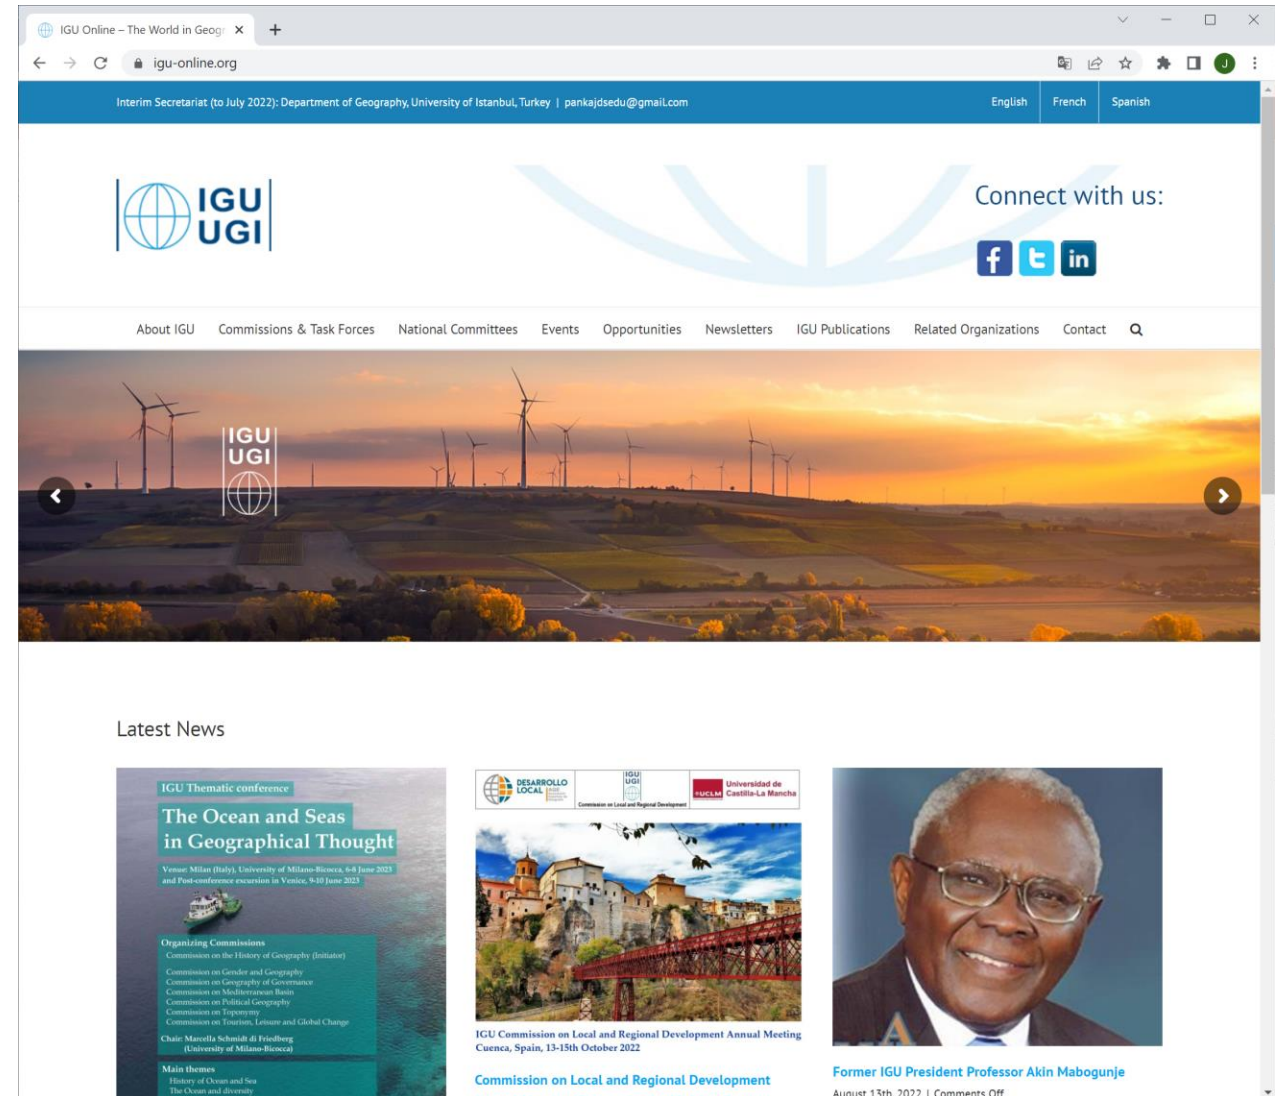 IGU Online – The World in Geogr
igu-online.org
J
Interim Secretariat (to July 2022): Department of Geography, University of Istanbul, Turkey | pankajdsedu@gmail.com
English French Spanish
IGU
UGI
Connect with us:
About IGU Commissions & Task Forces National Committees Events Opportunities Newsletters IGU Publications Related Organizations Contact
IGU
UGI
Latest News
IGU Thematic conference
The Ocean and Seas
in Geographical Thought
Venue: Milan (Italy), University of Milano-Bicocca, 6-8 June 2023
and Post-conference excursion in Venice, 9-10 June 2023
Organizing Commissions
Commission on the History of Geography (Initiator)
Commission on Gender and Geography
Commission on Geography of Governance
Commission on Mediterranean Basin
Commission on Political Geography
Commission on Toponymy
Commission on Tourism, Leisure and Global Change
Chair: Marcella Schmidt di Friedberg
(University of Milano-Bicocca)
Main themes
History of Ocean and Sea
The Ocean and diversity
DESARROLLO
LOCAL
IGU
UGI
Commission on Local and Regional Development
UCLM
Universidad de
Castilla-La Mancha
IGU Commission on Local and Regional Development Annual Meeting
Cuenca, Spain, 13-15th October 2022
Commission on Local and Regional Development
Former IGU President Professor Akin Mabogunje
August 13th, 2022 | Comments Off